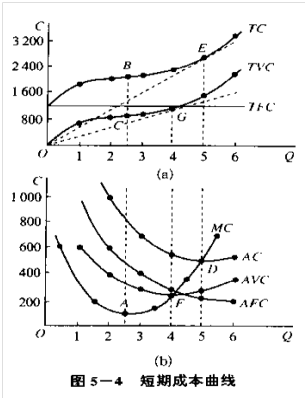 C
TC
3 200
E
2 400
B
TVC
1 600
TFC
800
C
G
O
1 2 3 4 5 6 Q
(a)
C
1 000
MC
800
600
AC
D
400
AVC
200
A
F
AFC
O
1 2 3 4 5 6 Q
(b)
图 5-4 短期成本曲线